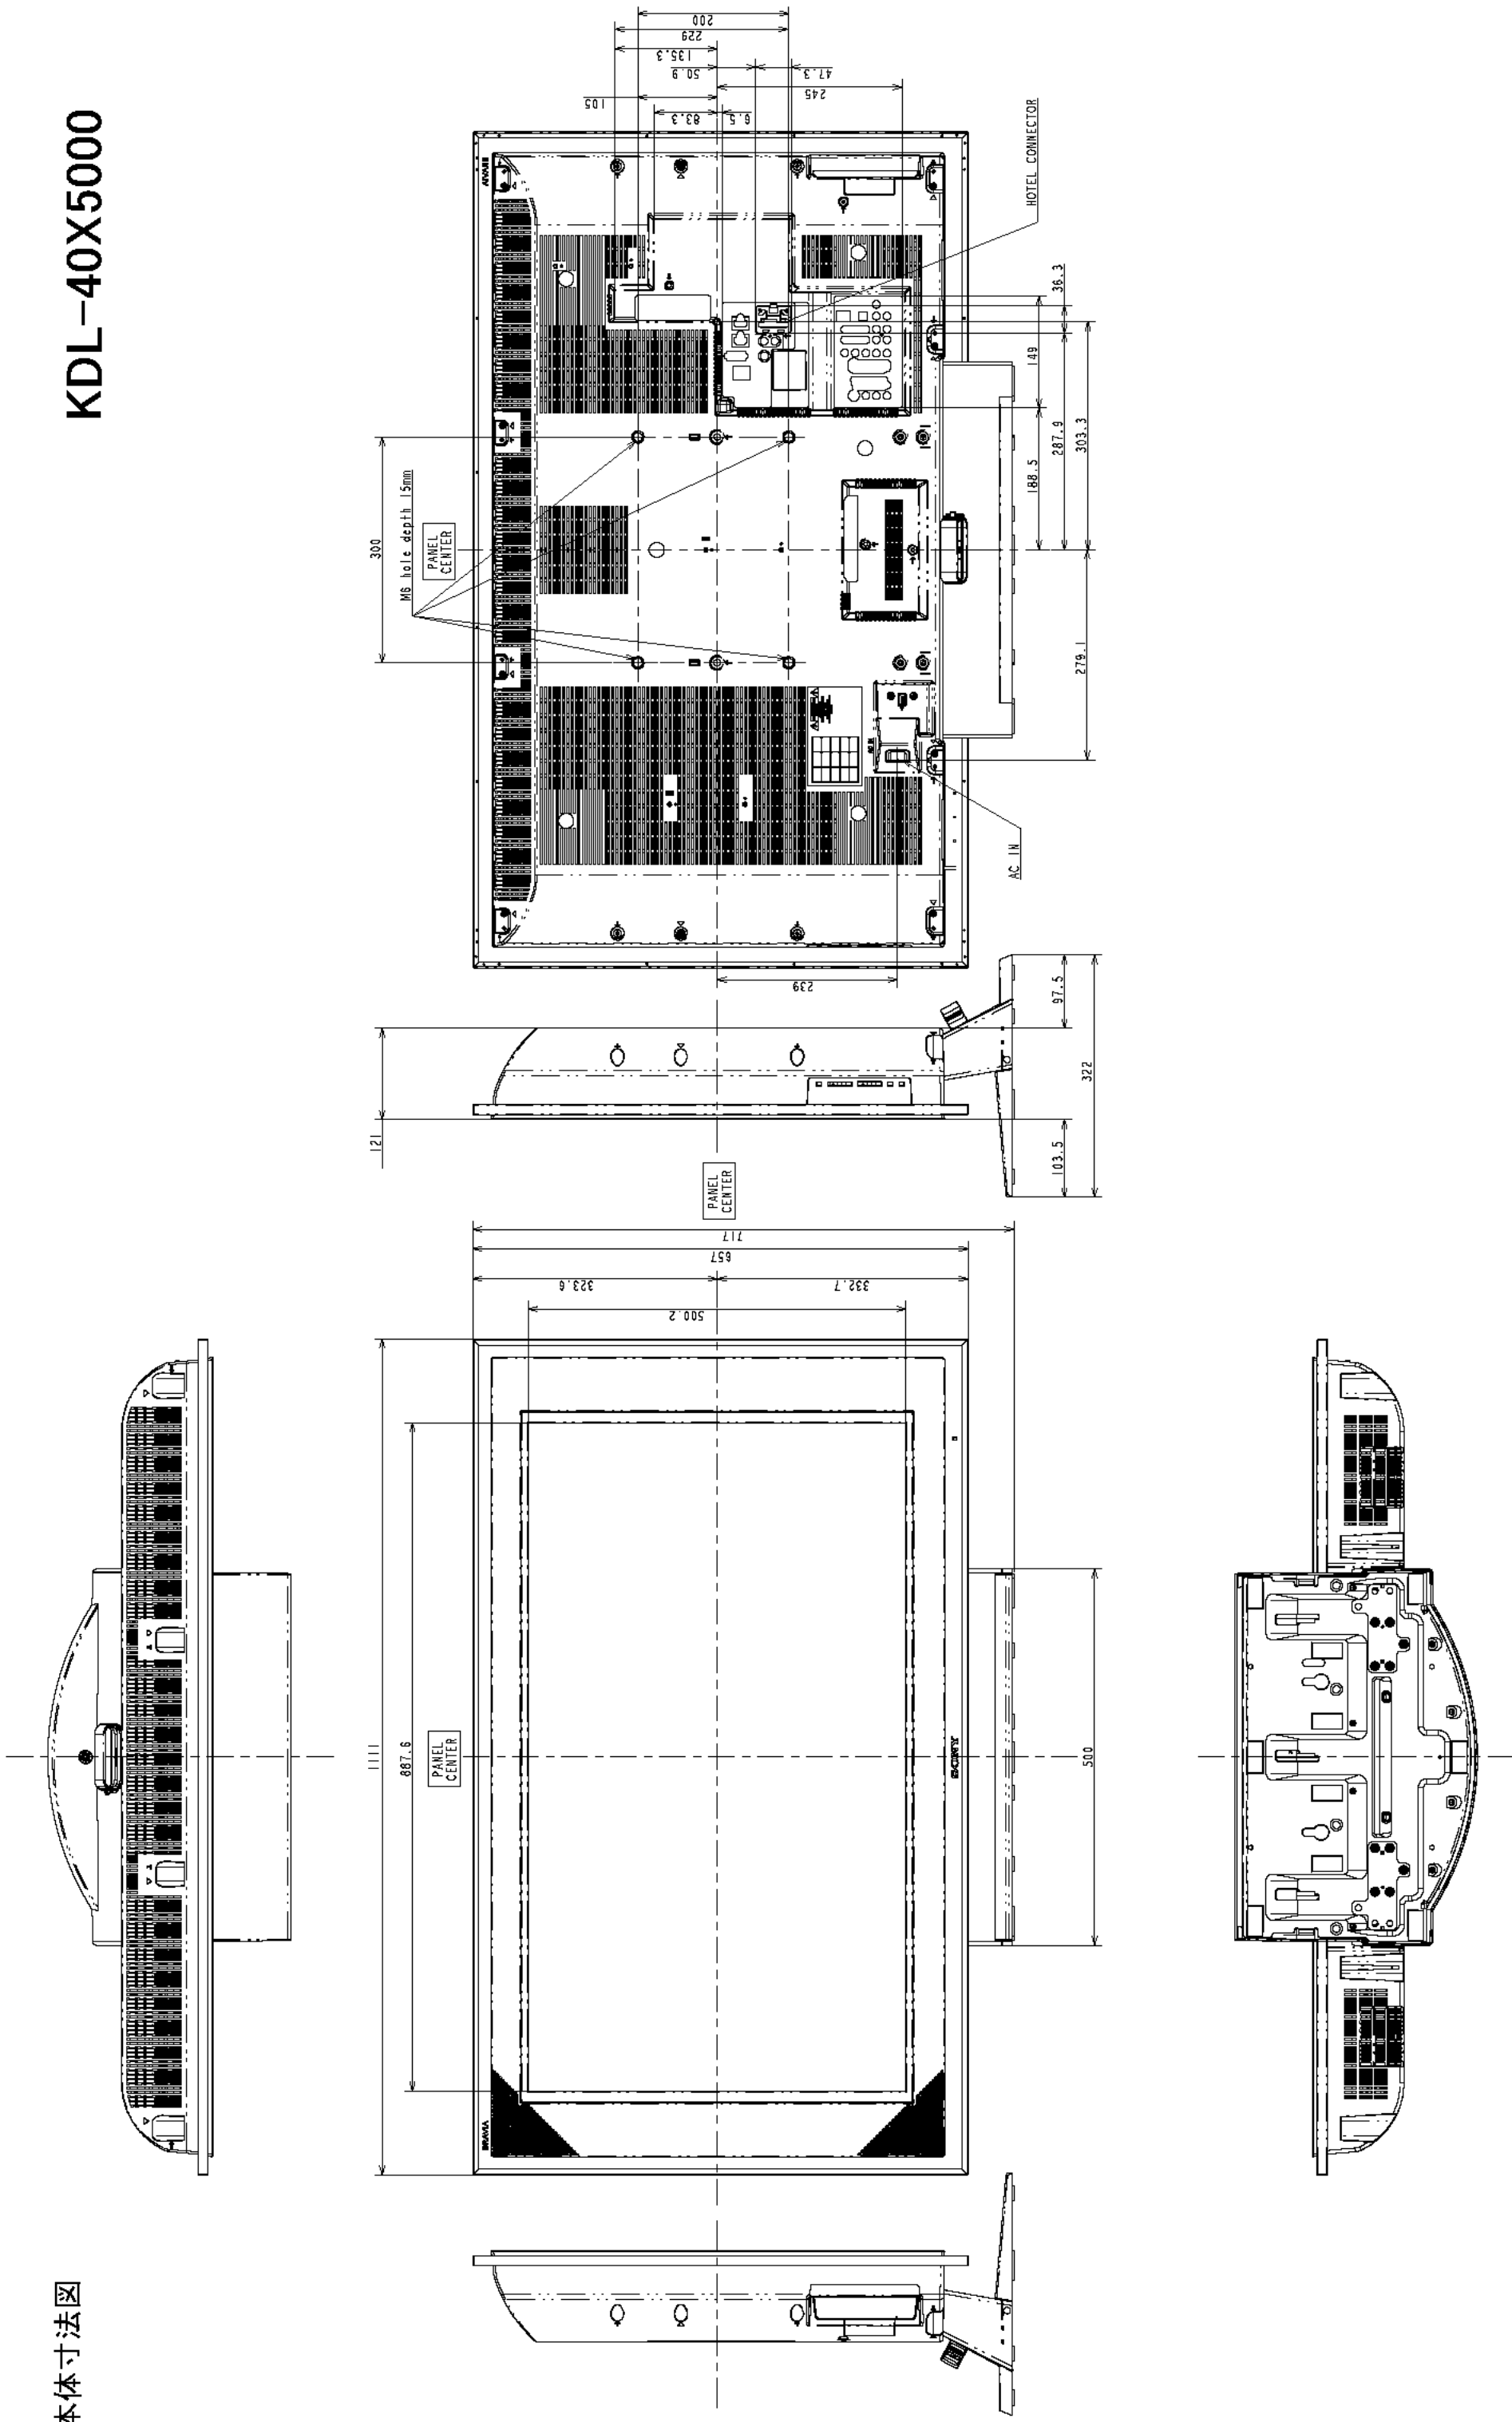 本体寸法図
KDL-40X5000
BRAVIA
SONY
PANEL
CENTER
1111
887.6
500
323.6
332.7
500.2
657
717
PANEL
CENTER
121
103.5
97.5
322
239
PANEL
CENTER
300
M6 hole depth 15mm
105
83.3
6.5
135.3
50.9
47.3
229
200
245
HOTEL CONNECTOR
AC IN
36.3
149
188.5
287.9
303.3
279.1